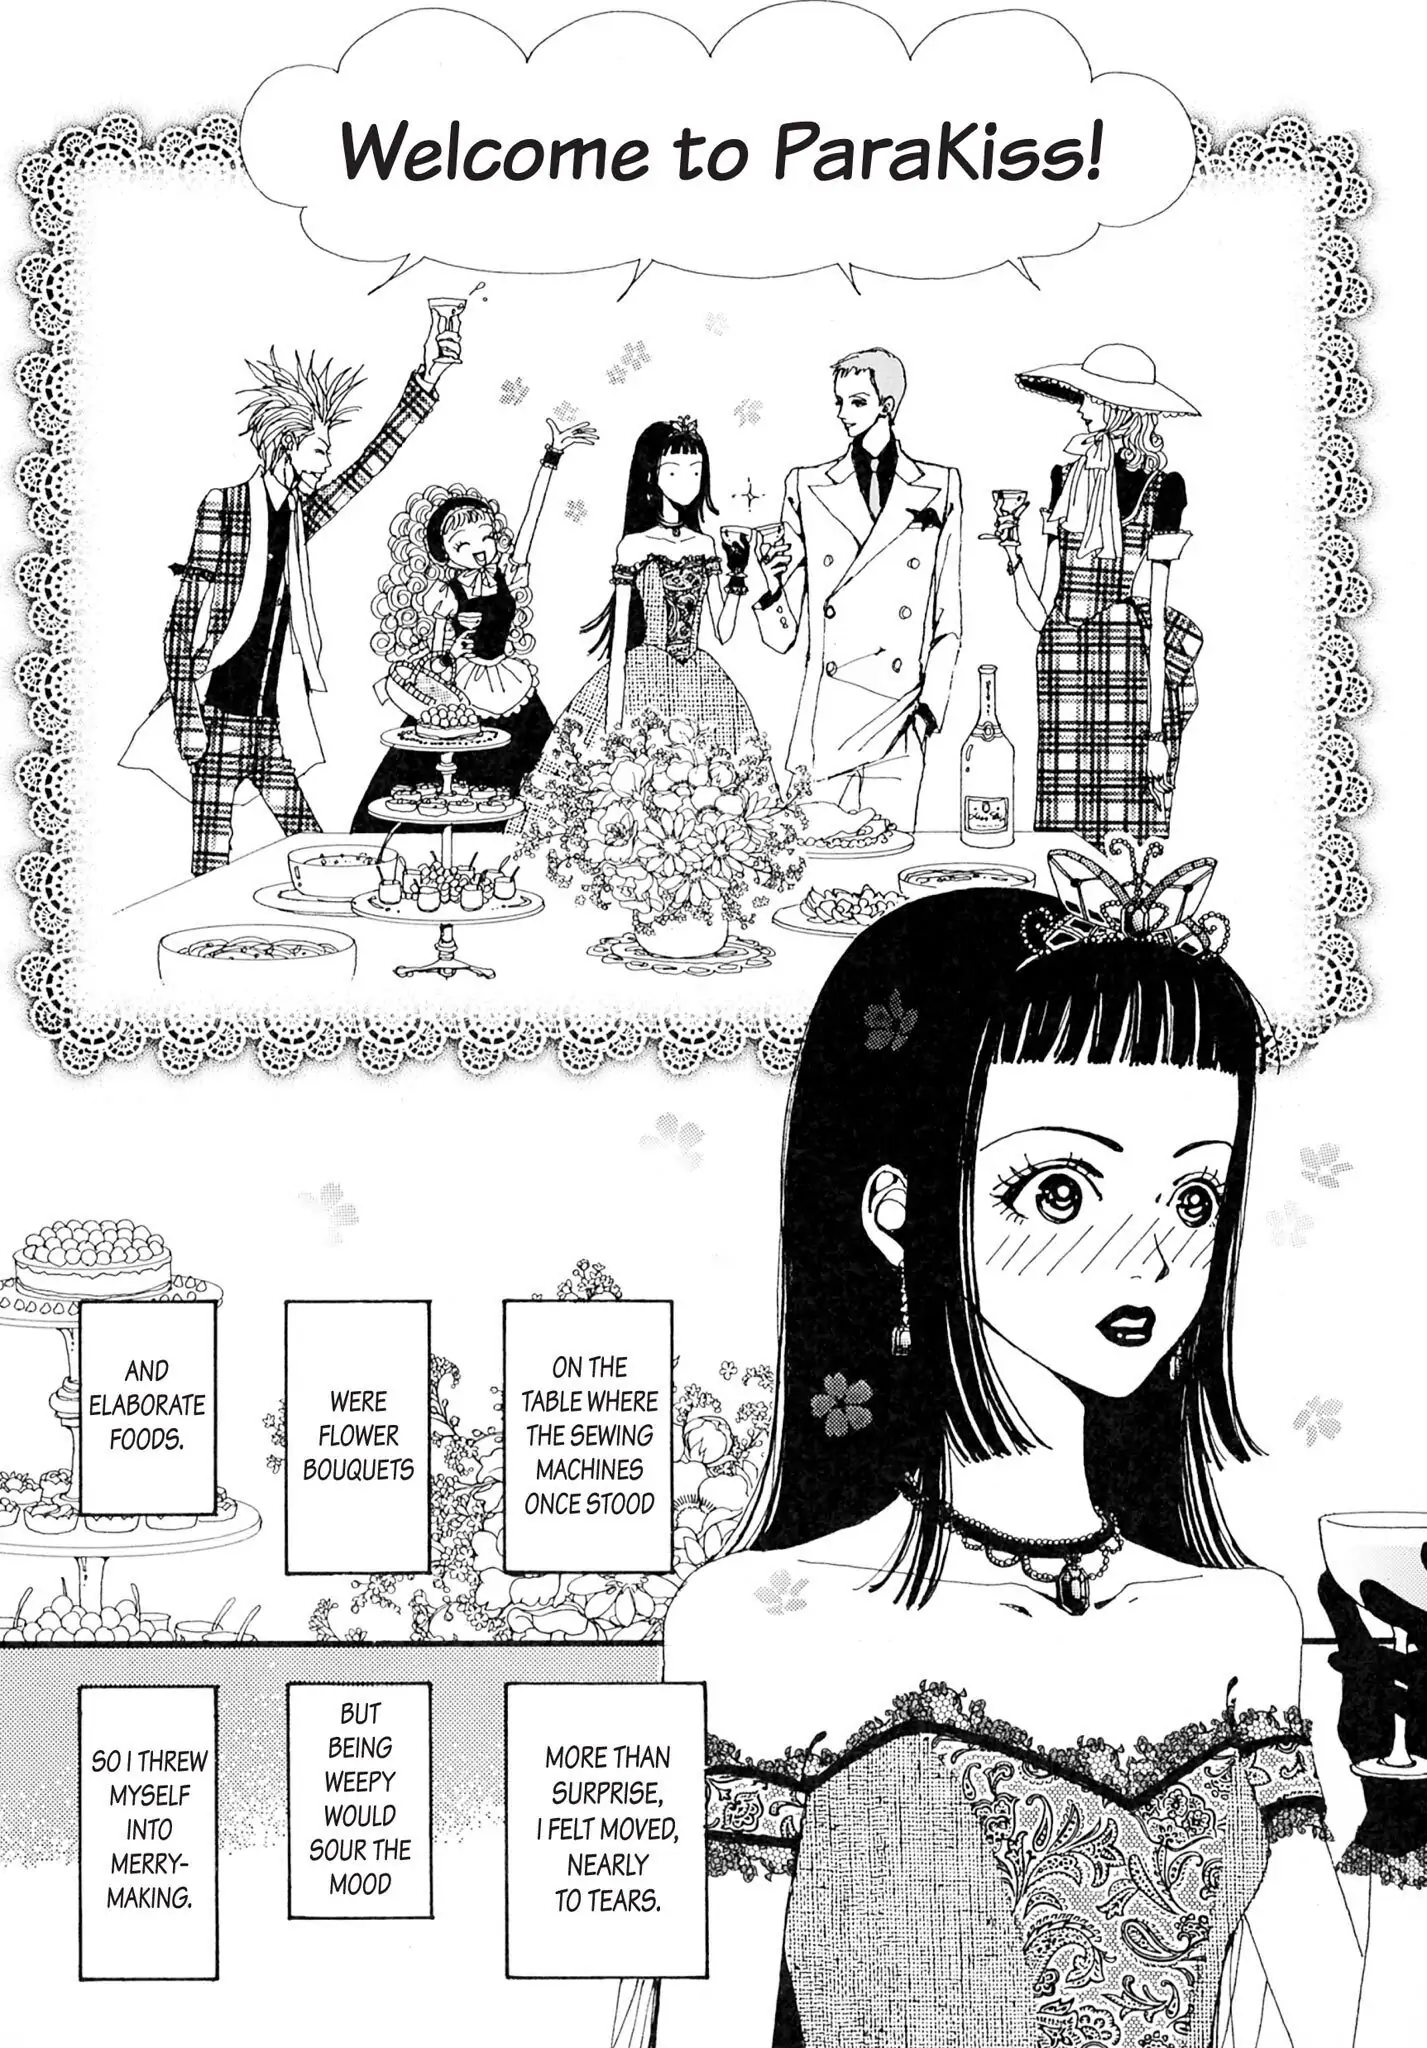 Welcome to ParaKiss!
ON THE
TABLE WHERE
THE SEWING
MACHINES
ONCE STOOD
WERE
FLOWER
BOUQUETS
AND
ELABORATE
FOODS.
MORE THAN
SURPRISE,
I FELT MOVED,
NEARLY
TO TEARS.
BUT
BEING
WEEPY
WOULD
SOUR THE
MOOD
SO I THREW
MYSELF
INTO
MERRY-
MAKING.